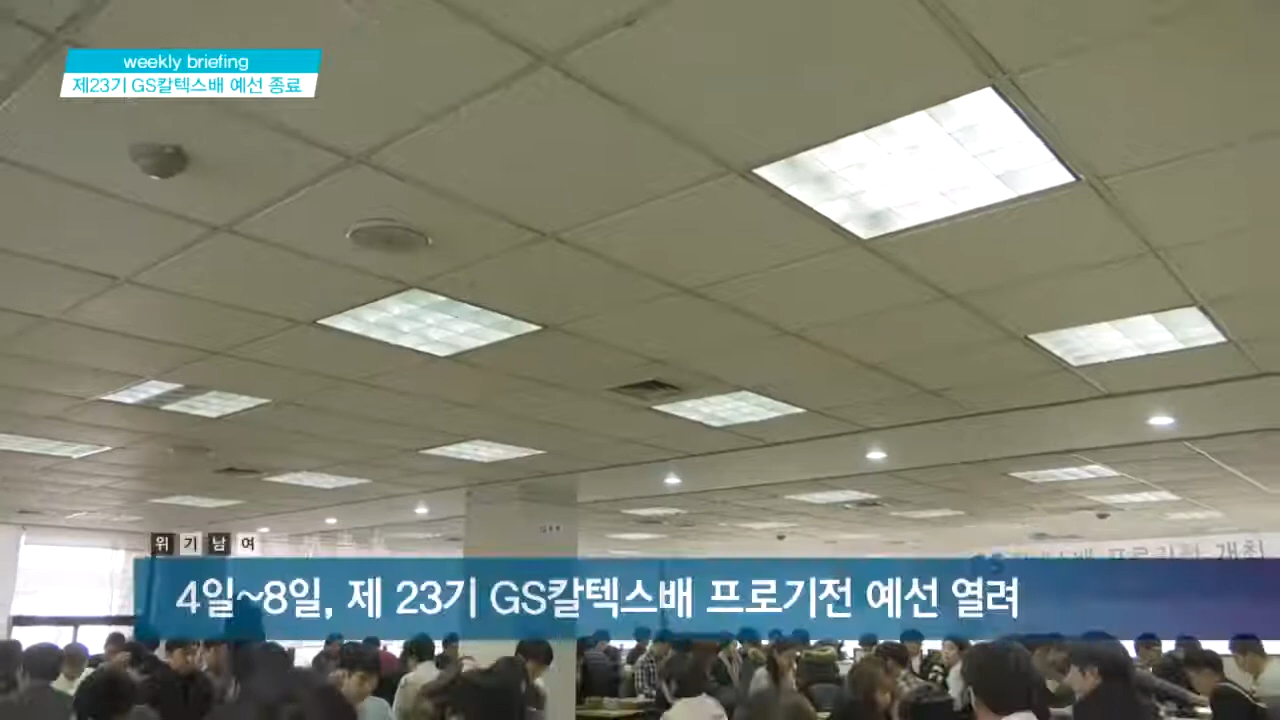 weekly briefing
제23기 GS칼텍스배 예선 종료
위기남여
4일~8일, 제 23기 GS칼텍스배 프로기전 예선 열려
개최